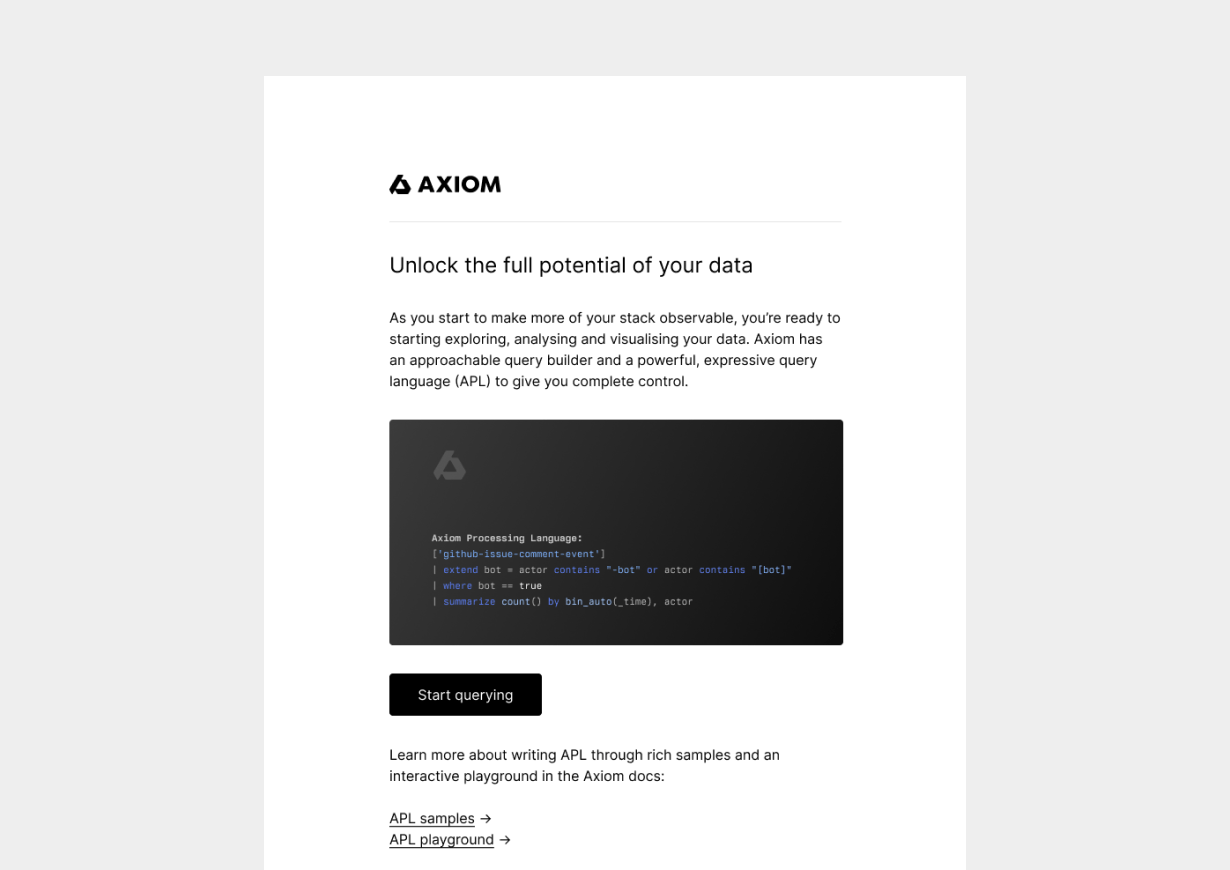 AXIOM
Unlock the full potential of your data
As you start to make more of your stack observable, you’re ready to
starting exploring, analysing and visualising your data. Axiom has
an approachable query builder and a powerful, expressive query
language (APL) to give you complete control.
Axiom Processing Language:
['github-issue-comment-event']
| extend bot = actor contains "-bot" or actor contains "[bot]"
| where bot == true
| summarize count() by bin_auto(_time), actor
Start querying
Learn more about writing APL through rich samples and an
interactive playground in the Axiom docs:
APL samples →
APL playground →